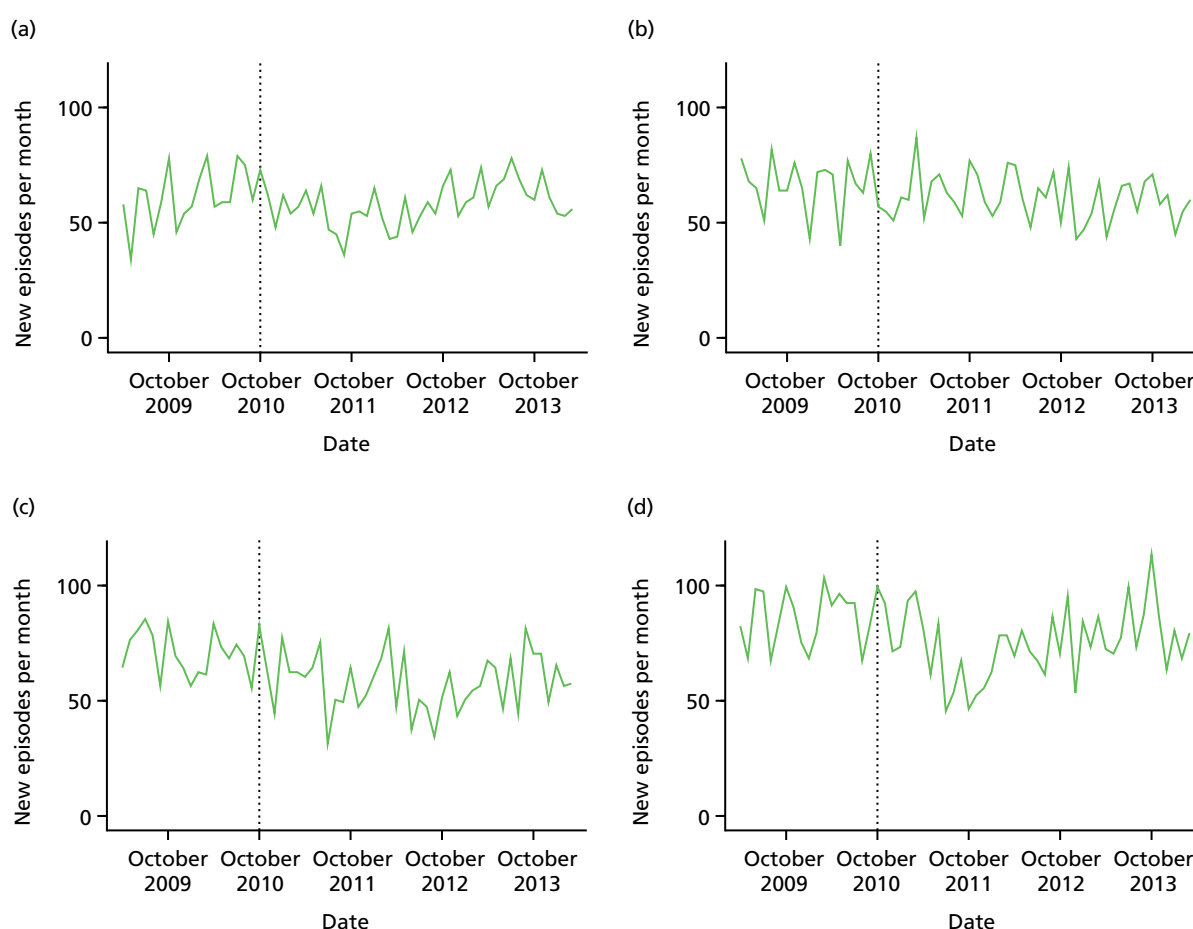 (a)
New episodes per month
100
50
0
October 2009
October 2010
October 2011
October 2012
October 2013
Date
(b)
New episodes per month
100
50
0
October 2009
October 2010
October 2011
October 2012
October 2013
Date
(c)
New episodes per month
100
50
0
October 2009
October 2010
October 2011
October 2012
October 2013
Date
(d)
New episodes per month
100
50
0
October 2009
October 2010
October 2011
October 2012
October 2013
Date